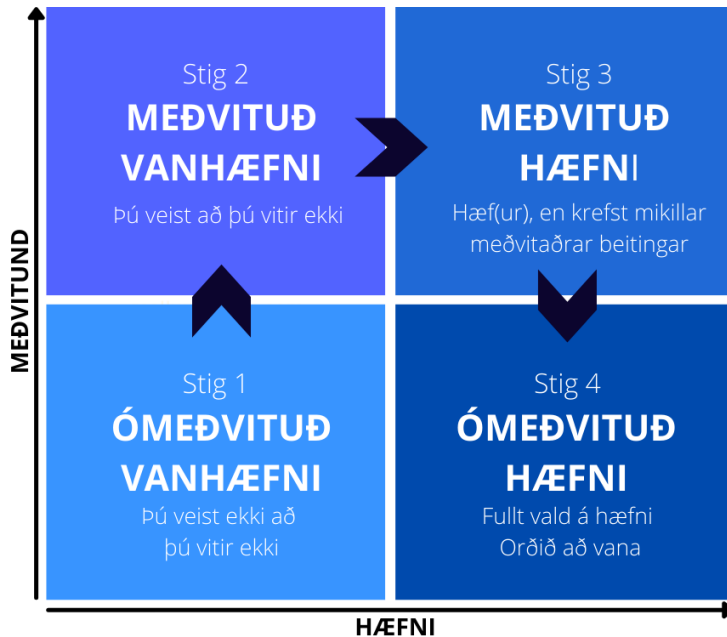 Stig 2
MEÐVITUÐ
VANHÆFNI
Þú veist að þú vitir ekki
Stig 3
MEÐVITUÐ
HÆFNI
Hæf(ur), en krefst mikillar
meðvitaðrar beitingar
MEÐVITUND
Stig 1
ÓMEÐVITUÐ
VANHÆFNI
Þú veist ekki að
þú vitir ekki
Stig 4
ÓMEÐVITUÐ
HÆFNI
Fullt vald á hæfni
Orðið að vana
HÆFNI